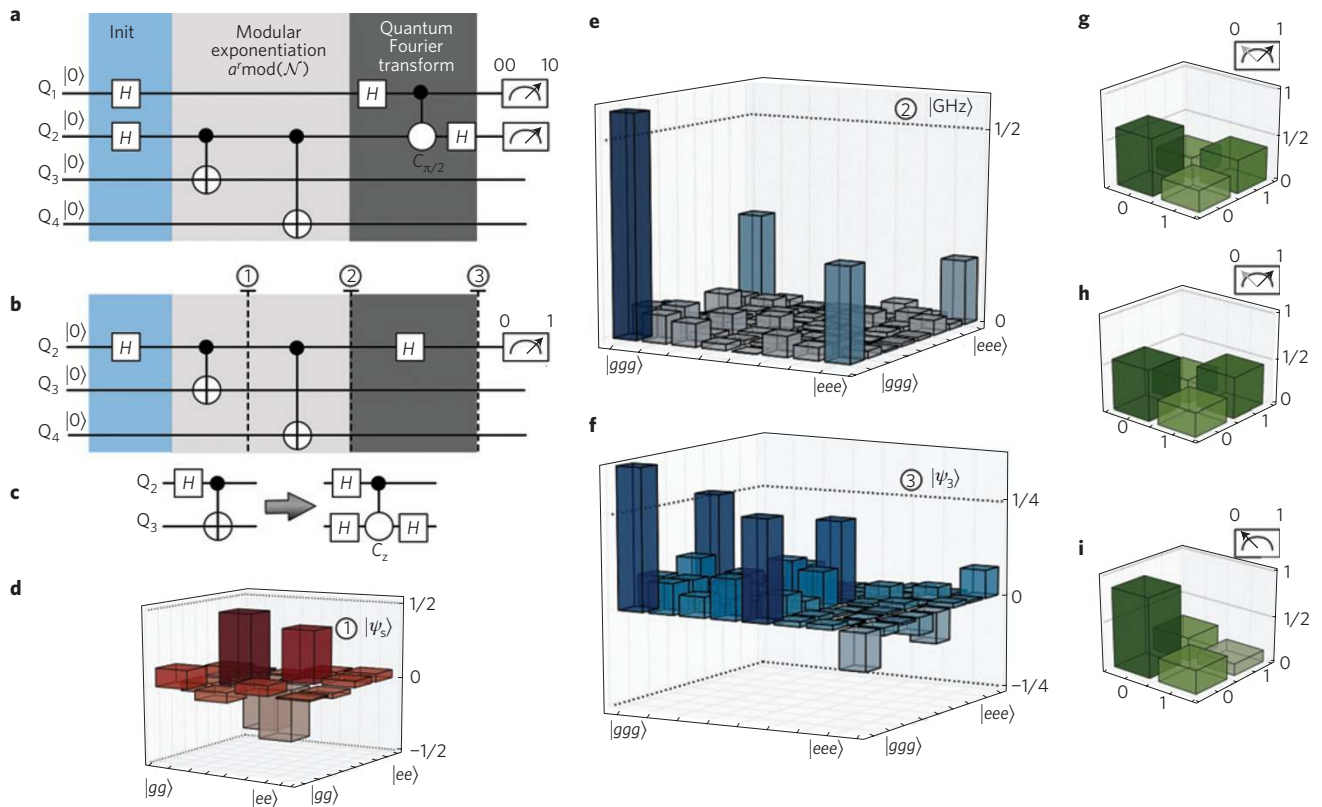 a
Init
Modular
exponentiation
aʳmod(𝒩)
Quantum
Fourier
transform
Q₁ |0⟩ H H 00 10
Q₂ |0⟩ H H
C_π/2
Q₃ |0⟩
Q₄ |0⟩
b
① ② ③
Q₂ |0⟩ H H 0 1
Q₃ |0⟩
Q₄ |0⟩
c
Q₂ H H
Q₃ H H
C_z
d
① |ψₛ⟩
1/2
0
−1/2
|gg⟩ |ee⟩ |gg⟩ |ee⟩
e
② |GHz⟩
1/2
0
|ggg⟩ |eee⟩ |ggg⟩ |eee⟩
f
③ |ψ₃⟩
1/4
0
−1/4
|ggg⟩ |eee⟩ |ggg⟩ |eee⟩
g
0 1
1
1/2
0
0 1 0 1
h
0 1
1
1/2
0
0 1 0 1
i
0 1
1
1/2
0
0 1 0 1